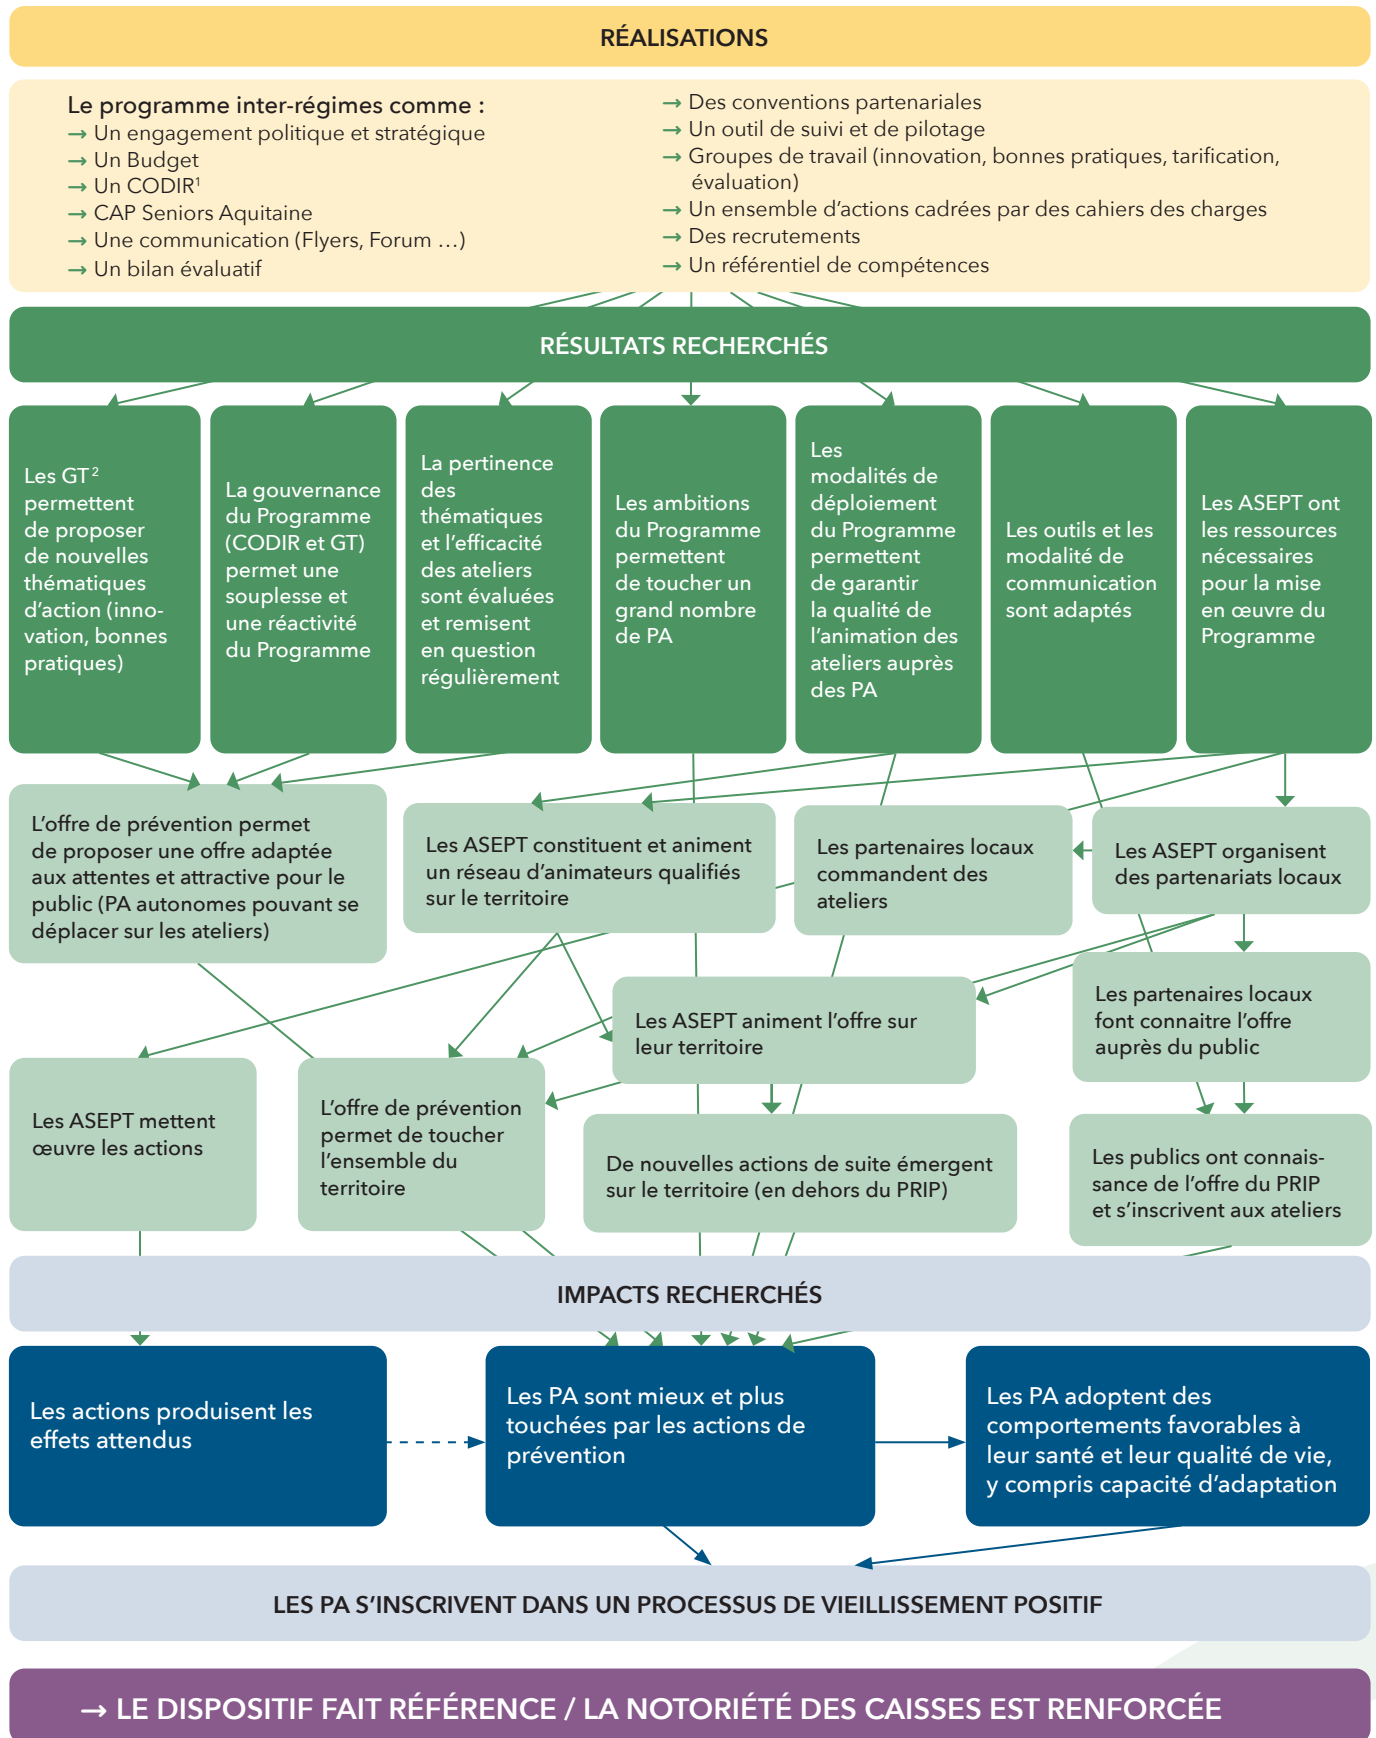 RÉALISATIONS
Le programme inter-régimes comme :
→ Un engagement politique et stratégique
→ Un Budget
→ Un CODIR¹
→ CAP Seniors Aquitaine
→ Une communication (Flyers, Forum …)
→ Un bilan évaluatif
→ Des conventions partenariales
→ Un outil de suivi et de pilotage
→ Groupes de travail (innovation, bonnes pratiques, tarification,
évaluation)
→ Un ensemble d’actions cadrées par des cahiers des charges
→ Des recrutements
→ Un référentiel de compétences
RÉSULTATS RECHERCHÉS
Les GT²
permettent
de proposer
de nouvelles
thématiques
d’action (inno-
vation, bonnes
pratiques)
La gouvernance
du Programme
(CODIR et GT)
permet une
souplesse et
une réactivité
du Programme
La pertinence
des
thématiques
et l’efficacité
des ateliers
sont évaluées
et remisent
en question
régulièrement
Les ambitions
du Programme
permettent
de toucher un
grand nombre
de PA
Les
modalités de
déploiement
du Programme
permettent
de garantir
la qualité de
l’animation des
ateliers auprès
des PA
Les outils et les
modalité de
communication
sont adaptés
Les ASEPT ont
les ressources
nécessaires
pour la mise
en œuvre du
Programme
L’offre de prévention permet
de proposer une offre adaptée
aux attentes et attractive pour le
public (PA autonomes pouvant se
déplacer sur les ateliers)
Les ASEPT constituent et animent
un réseau d’animateurs qualifiés
sur le territoire
Les partenaires locaux
commandent des
ateliers
Les ASEPT organisent
des partenariats locaux
Les ASEPT animent l’offre sur
leur territoire
Les partenaires locaux
font connaitre l’offre
auprès du public
Les ASEPT mettent
œuvre les actions
L’offre de prévention
permet de toucher
l’ensemble du
territoire
De nouvelles actions de suite émergent
sur le territoire (en dehors du PRIP)
Les publics ont connais-
sance de l’offre du PRIP
et s’inscrivent aux ateliers
IMPACTS RECHERCHÉS
Les actions produisent les
effets attendus
Les PA sont mieux et plus
touchées par les actions de
prévention
Les PA adoptent des
comportements favorables à
leur santé et leur qualité de vie,
y compris capacité d’adaptation
LES PA S’INSCRIVENT DANS UN PROCESSUS DE VIEILLISSEMENT POSITIF
→ LE DISPOSITIF FAIT RÉFÉRENCE / LA NOTORIÉTÉ DES CAISSES EST RENFORCÉE